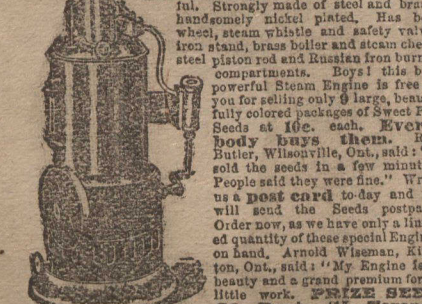 ful. Strongly made of steel and bra
handsomely nickel plated. Has b
wheel, steam whistle and safety val
iron stand, brass boiler and steam che
steel piston rod and Russian iron burn
compartments. Boys! this b
powerful Steam Engine is free
you for selling only 9 large, beau
fully colored packages of Sweet P
Seeds at 10c. each. Ever
body buys them.
Butler, Wilsonville, Ont., said: "
sold the seeds in a few minut
People said they were fine." Wr
us a post card to-day and
will send the Seeds postpa
Order now, as we have only a lim
ed quantity of these special Engin
on hand. Arnold Wiseman, Ki
ton, Ont., said: "My Engine is
beauty and a grand premium for
little work. PRIZE SEE